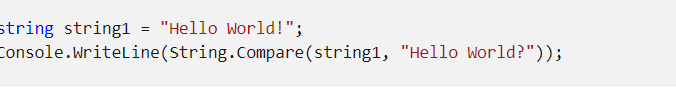 string string1 = "Hello World!";
Console.WriteLine(String.Compare(string1, "Hello World?"));